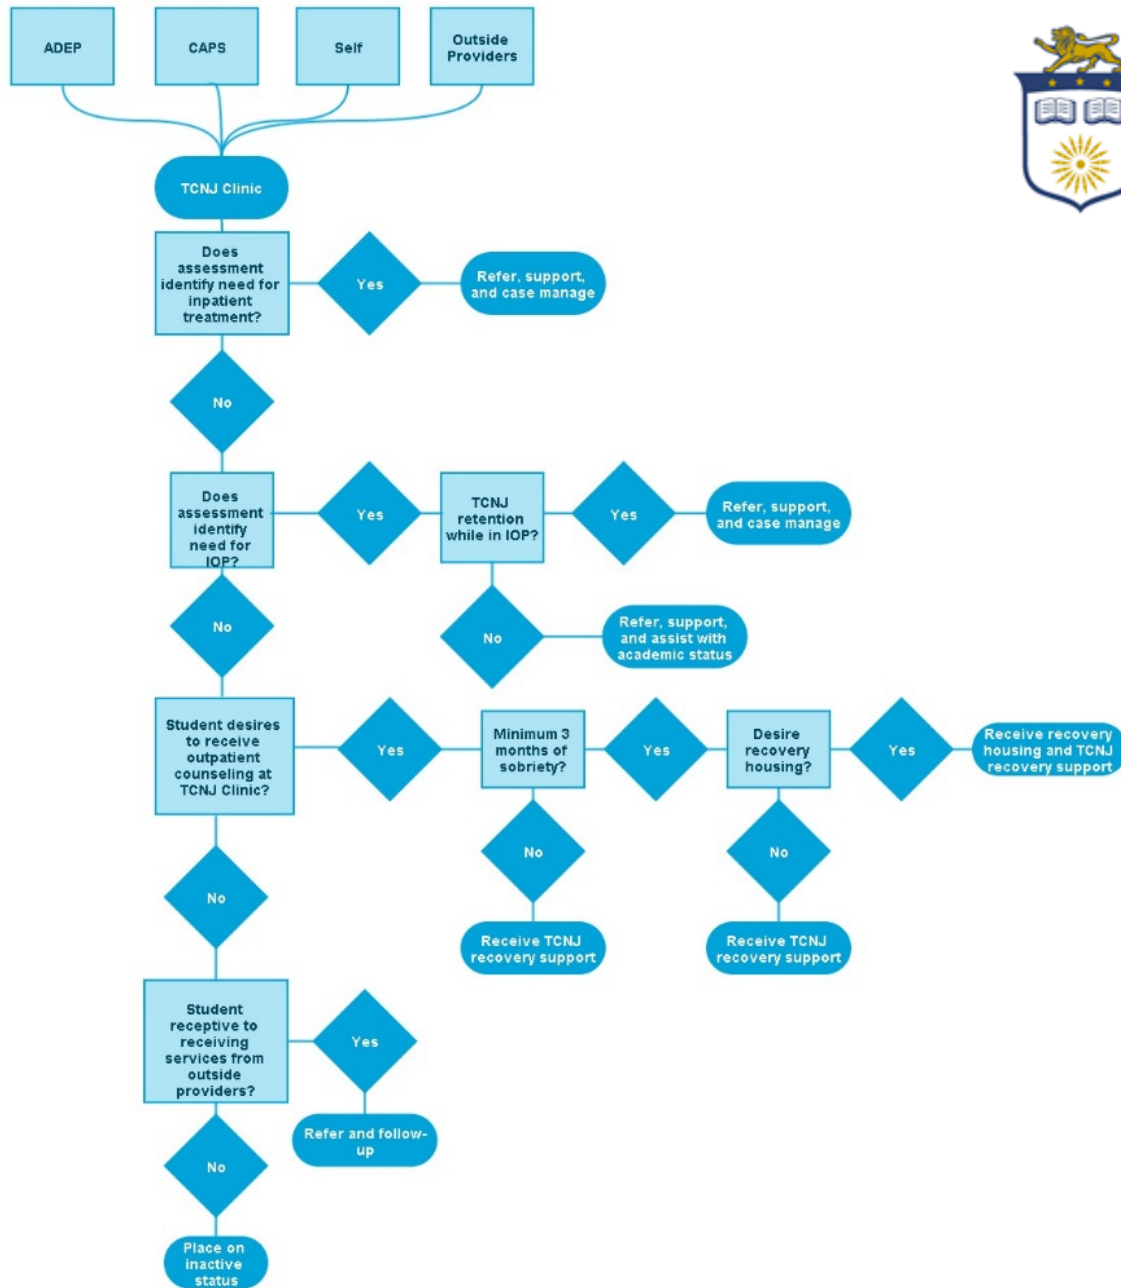 ADEP
CAPS
Self
Outside
Providers
TCNJ Clinic
Does
assessment
identify need for
inpatient
treatment?
Yes
Refer, support,
and case manage
No
Does
assessment
identify
need for
IOP?
Yes
TCNJ
retention
while in IOP?
Yes
Refer, support,
and case manage
No
No
Refer, support,
and assist with
academic status
Student desires
to receive
outpatient
counseling at
TCNJ Clinic?
Yes
Minimum 3
months of
sobriety?
Yes
Desire
recovery
housing?
Yes
Receive recovery
housing and TCNJ
recovery support
No
No
No
Receive TCNJ
recovery support
Receive TCNJ
recovery support
Student
receptive to
receiving
services from
outside
providers?
Yes
Refer and follow-
up
No
Place on
inactive
status